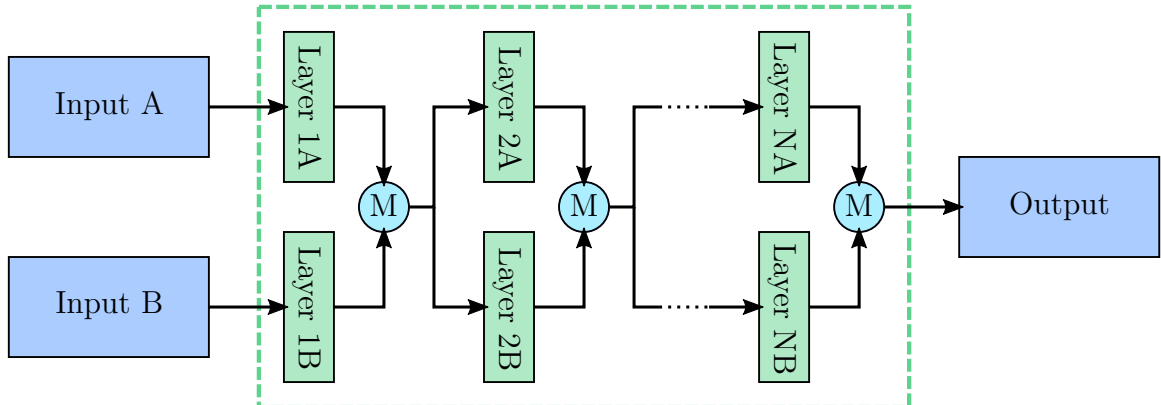 Input A
Layer 1A
Layer 2A
Layer NA
M
M
M
Output
Input B
Layer 1B
Layer 2B
Layer NB